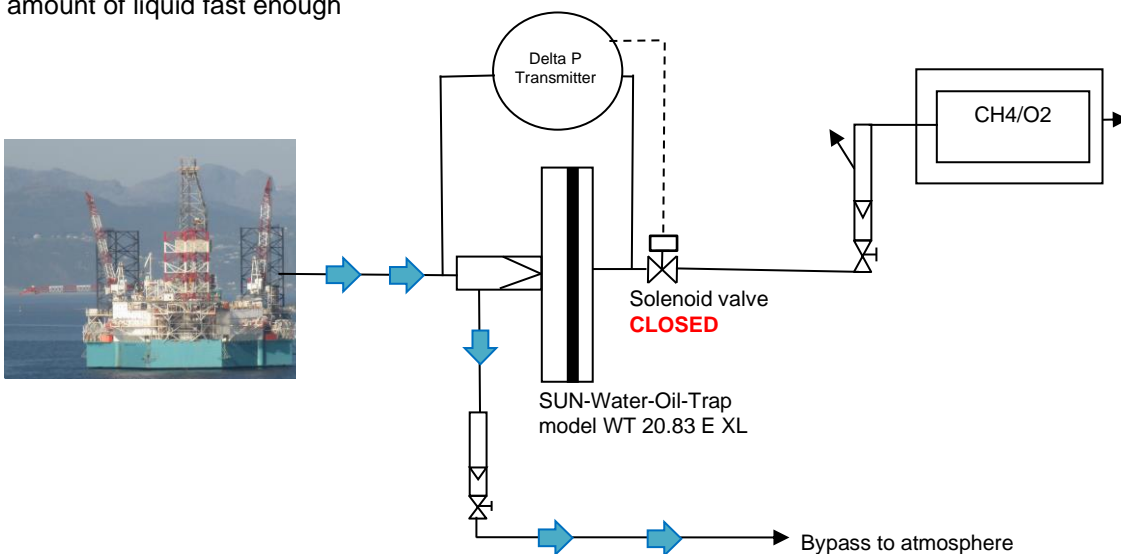 amount of liquid fast enough
Delta P
Transmitter
CH4/O2
Solenoid valve
CLOSED
SUN-Water-Oil-Trap
model WT 20.83 E XL
Bypass to atmosphere